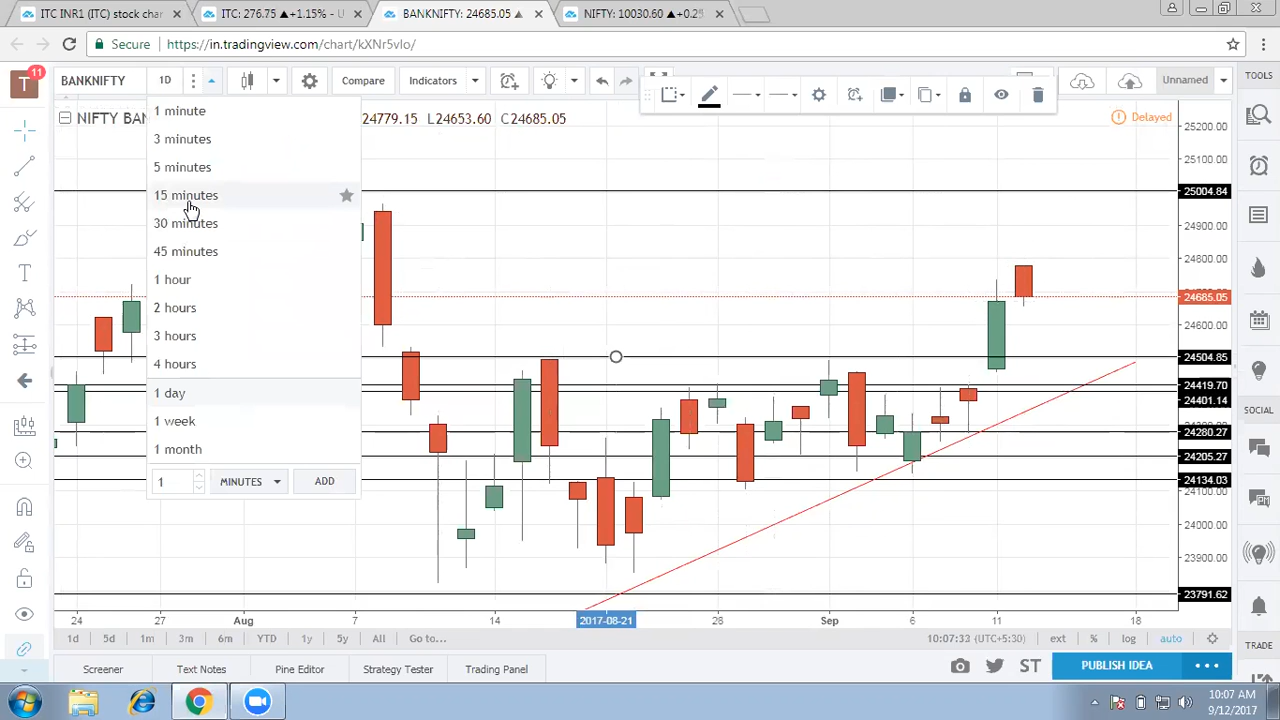 ITC INR1 (ITC) stock char
ITC: 276.75 ▲+1.15% - U
BANKNIFTY: 24685.05 ▲
NIFTY: 10030.60 ▲+0.2
Secure
https://in.tradingview.com/chart/kXNr5vIo/
T
11
BANKNIFTY
1D
Compare
Indicators
Unnamed
TOOLS
NIFTY BAN
24779.15 L24653.60 C24685.05
Delayed
1 minute
3 minutes
5 minutes
15 minutes
30 minutes
45 minutes
1 hour
2 hours
3 hours
4 hours
1 day
1 week
1 month
1
MINUTES
ADD
25200.00
25100.00
25004.84
24900.00
24800.00
24685.05
24600.00
24504.85
24419.70
24401.14
24260.27
24205.27
24134.03
24100.00
24000.00
23900.00
23791.62
SOCIAL
TRADE
24
27
Aug
7
14
2017-08-21
28
Sep
6
11
18
1d
5d
1m
3m
6m
YTD
1y
5y
All
Go to...
10:07:33 (UTC+5:30)
ext
%
log
auto
Screener
Text Notes
Pine Editor
Strategy Tester
Trading Panel
ST
PUBLISH IDEA
10:07 AM
9/12/2017